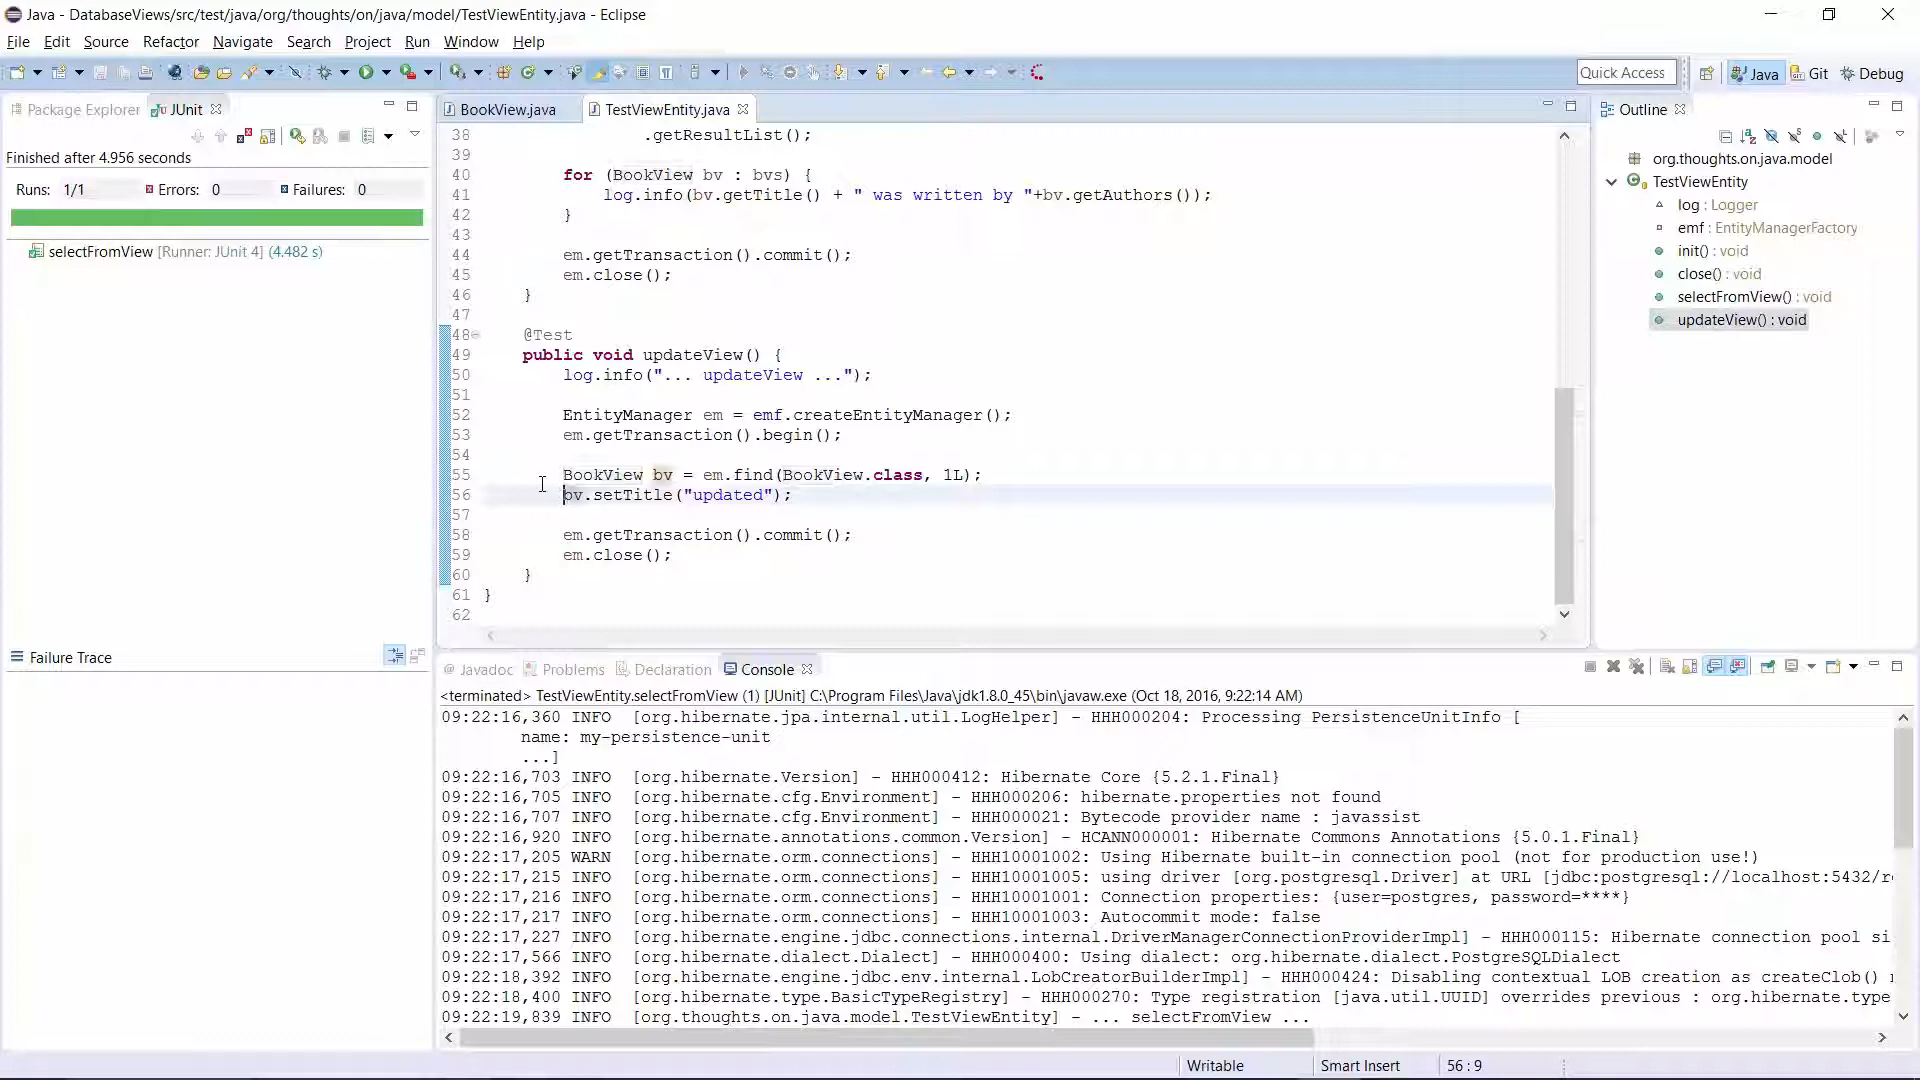 Java - DatabaseViews/src/test/java/org/thoughts/on/java/model/TestViewEntity.java - Eclipse
File Edit Source Refactor Navigate Search Project Run Window Help
Quick Access
Java
Git
Debug
Package Explorer
JUnit
Finished after 4.956 seconds
Runs: 1/1 Errors: 0 Failures: 0
selectFromView [Runner: JUnit 4] (4.482 s)
Failure Trace
BookView.java
TestViewEntity.java
38 .getResultList();
39
40 for (BookView bv : bvs) {
41 log.info(bv.getTitle() + " was written by "+bv.getAuthors());
42 }
43
44 em.getTransaction().commit();
45 em.close();
46 }
47
48 @Test
49 public void updateView() {
50 log.info("... updateView ...");
51
52 EntityManager em = emf.createEntityManager();
53 em.getTransaction().begin();
54
55 BookView bv = em.find(BookView.class, 1L);
56 bv.setTitle("updated");
57
58 em.getTransaction().commit();
59 em.close();
60 }
61 }
62
Outline
org.thoughts.on.java.model
TestViewEntity
log : Logger
emf : EntityManagerFactory
init() : void
close() : void
selectFromView() : void
updateView() : void
@ Javadoc Problems Declaration Console
<terminated> TestViewEntity.selectFromView (1) [JUnit] C:\Program Files\Java\jdk1.8.0_45\bin\javaw.exe (Oct 18, 2016, 9:22:14 AM)
09:22:16,360 INFO [org.hibernate.jpa.internal.util.LogHelper] - HHH000204: Processing PersistenceUnitInfo [
name: my-persistence-unit
...]
09:22:16,703 INFO [org.hibernate.Version] - HHH000412: Hibernate Core {5.2.1.Final}
09:22:16,705 INFO [org.hibernate.cfg.Environment] - HHH000206: hibernate.properties not found
09:22:16,707 INFO [org.hibernate.cfg.Environment] - HHH000021: Bytecode provider name : javassist
09:22:16,920 INFO [org.hibernate.annotations.common.Version] - HCANN000001: Hibernate Commons Annotations {5.0.1.Final}
09:22:17,205 WARN [org.hibernate.orm.connections] - HHH10001002: Using Hibernate built-in connection pool (not for production use!)
09:22:17,215 INFO [org.hibernate.orm.connections] - HHH10001005: using driver [org.postgresql.Driver] at URL [jdbc:postgresql://localhost:5432/r
09:22:17,216 INFO [org.hibernate.orm.connections] - HHH10001001: Connection properties: {user=postgres, password=****}
09:22:17,217 INFO [org.hibernate.orm.connections] - HHH10001003: Autocommit mode: false
09:22:17,227 INFO [org.hibernate.engine.jdbc.connections.internal.DriverManagerConnectionProviderImpl] - HHH000115: Hibernate connection pool si
09:22:17,566 INFO [org.hibernate.dialect.Dialect] - HHH000400: Using dialect: org.hibernate.dialect.PostgreSQLDialect
09:22:18,392 INFO [org.hibernate.engine.jdbc.env.internal.LobCreatorBuilderImpl] - HHH000424: Disabling contextual LOB creation as createClob()
09:22:18,400 INFO [org.hibernate.type.BasicTypeRegistry] - HHH000270: Type registration [java.util.UUID] overrides previous : org.hibernate.type
09:22:19,839 INFO [org.thoughts.on.java.model.TestViewEntity] - ... selectFromView ...
Writable Smart Insert 56 : 9